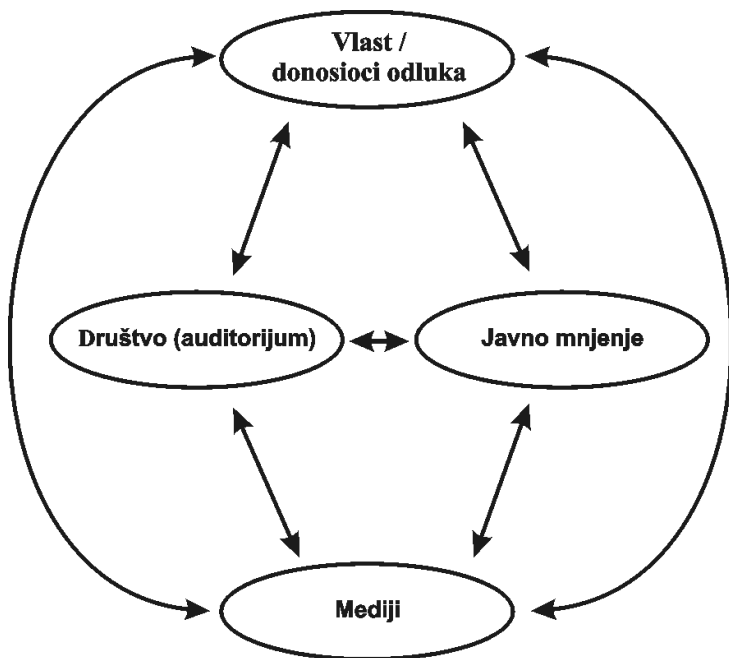 Vlast /
donosioci odluka
Društvo (auditorijum)
Javno mnjenje
Mediji